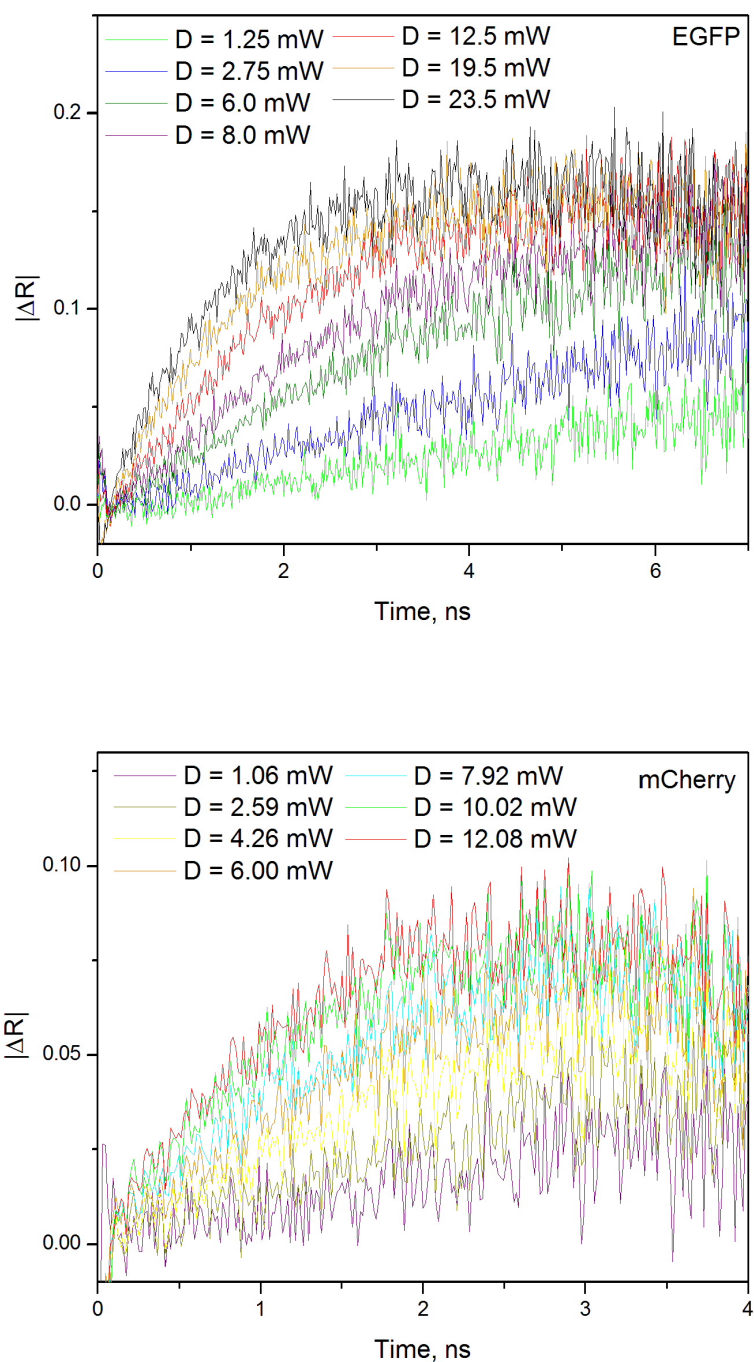 D = 1.25 mW
D = 12.5 mW
EGFP
D = 2.75 mW
D = 19.5 mW
D = 6.0 mW
D = 23.5 mW
D = 8.0 mW
0.2
0.1
0.0
|ΔR|
0
2
4
6
Time, ns
D = 1.06 mW
D = 7.92 mW
mCherry
D = 2.59 mW
D = 10.02 mW
D = 4.26 mW
D = 12.08 mW
D = 6.00 mW
0.10
0.05
0.00
|ΔR|
0
1
2
3
4
Time, ns